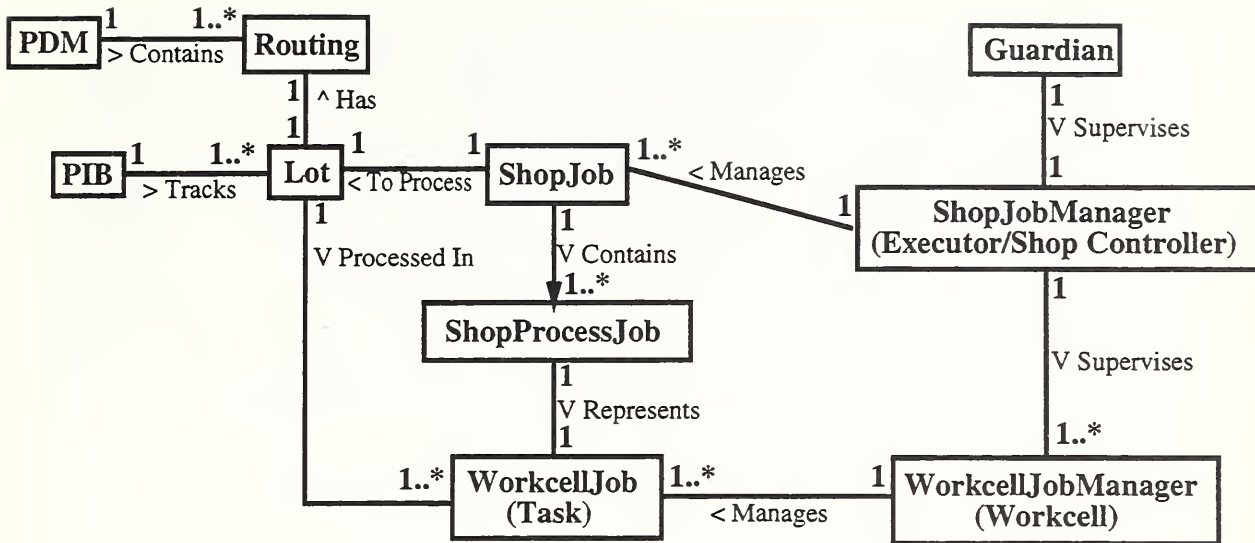 1
1..*
PDM
Routing
> Contains
Guardian
1
^ Has
1
1
V Supervises
1
1..*
1
1
1..*
1
PIB
Lot
ShopJob
< Manages
> Tracks
< To Process
1
ShopJobManager
(Executor/Shop Controller)
1
1
V Processed In
V Contains
1
1..*
ShopProcessJob
V Supervises
1
V Represents
1
1..*
1..*
1..*
1
WorkcellJob
(Task)
< Manages
WorkcellJobManager
(Workcell)